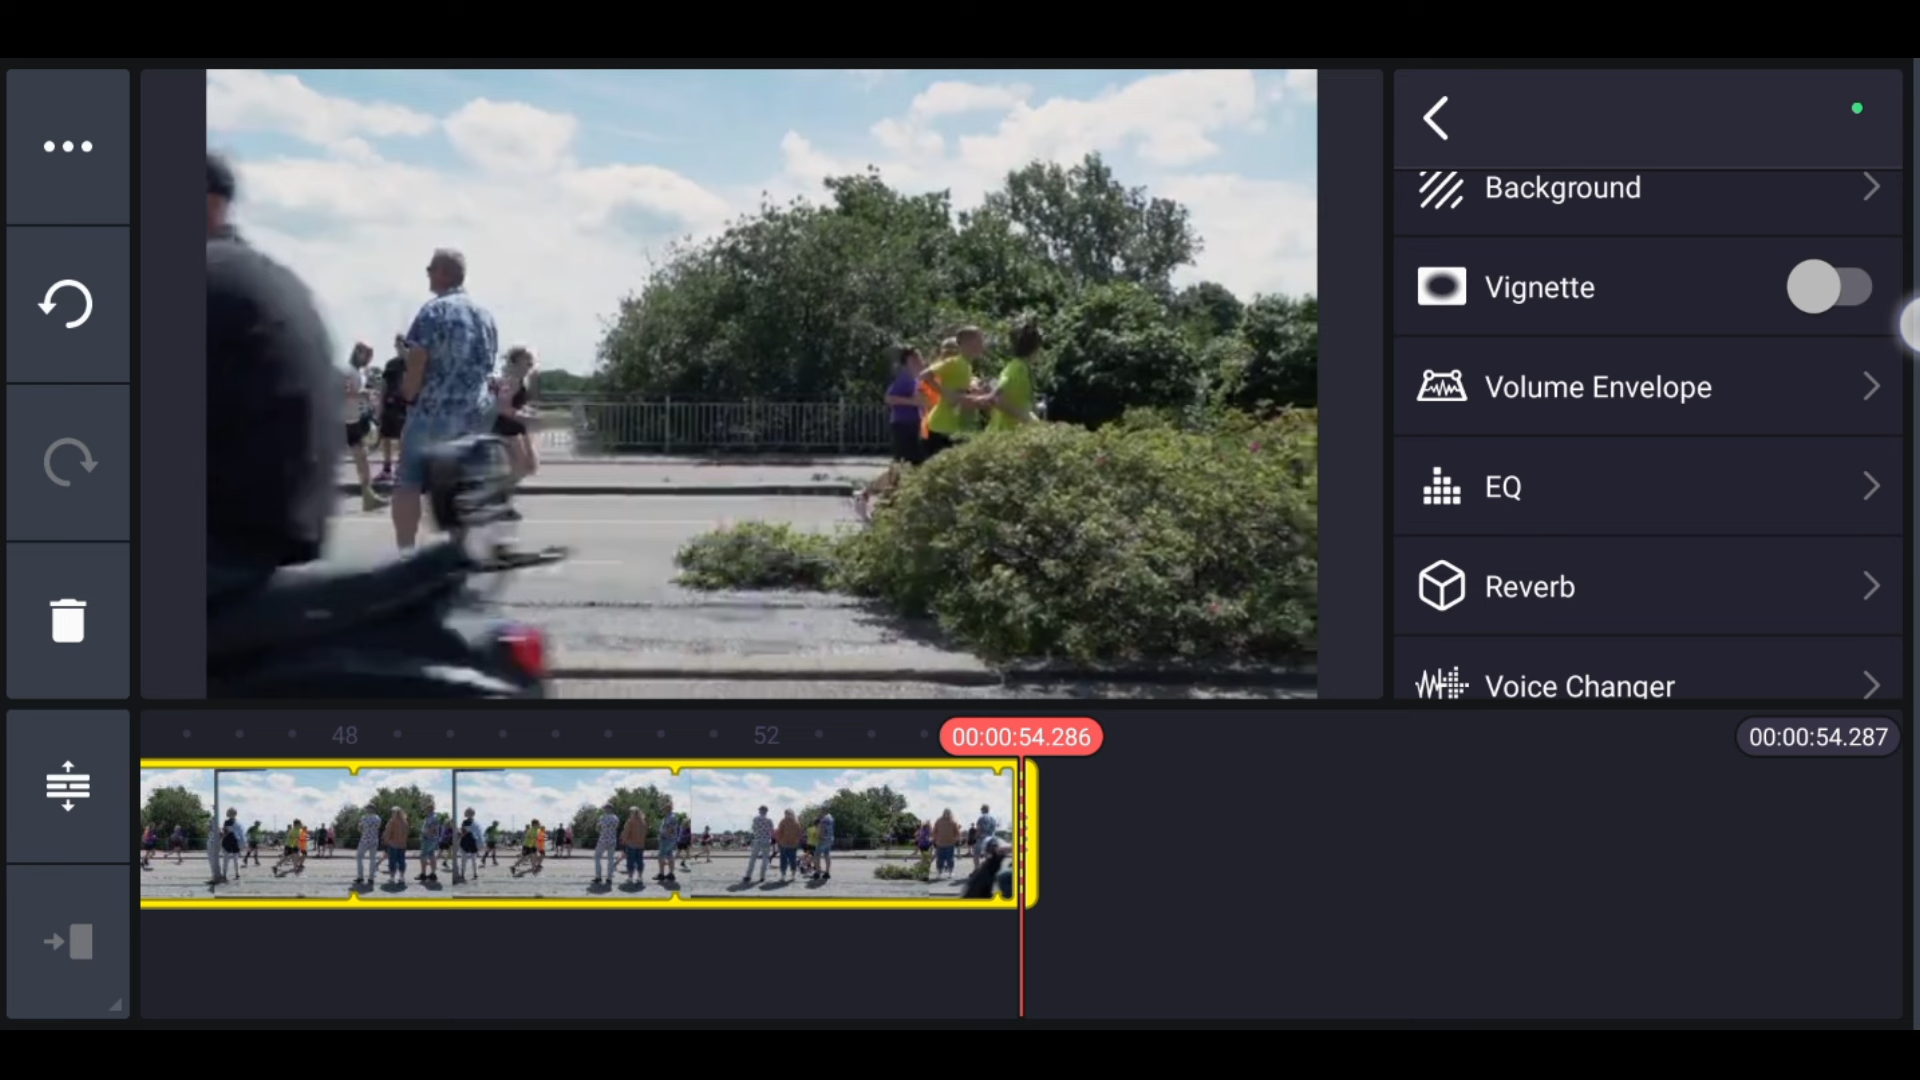 Background
Vignette
Volume Envelope
EQ
Reverb
Voice Changer
48
52
00:00:54.286
00:00:54.287